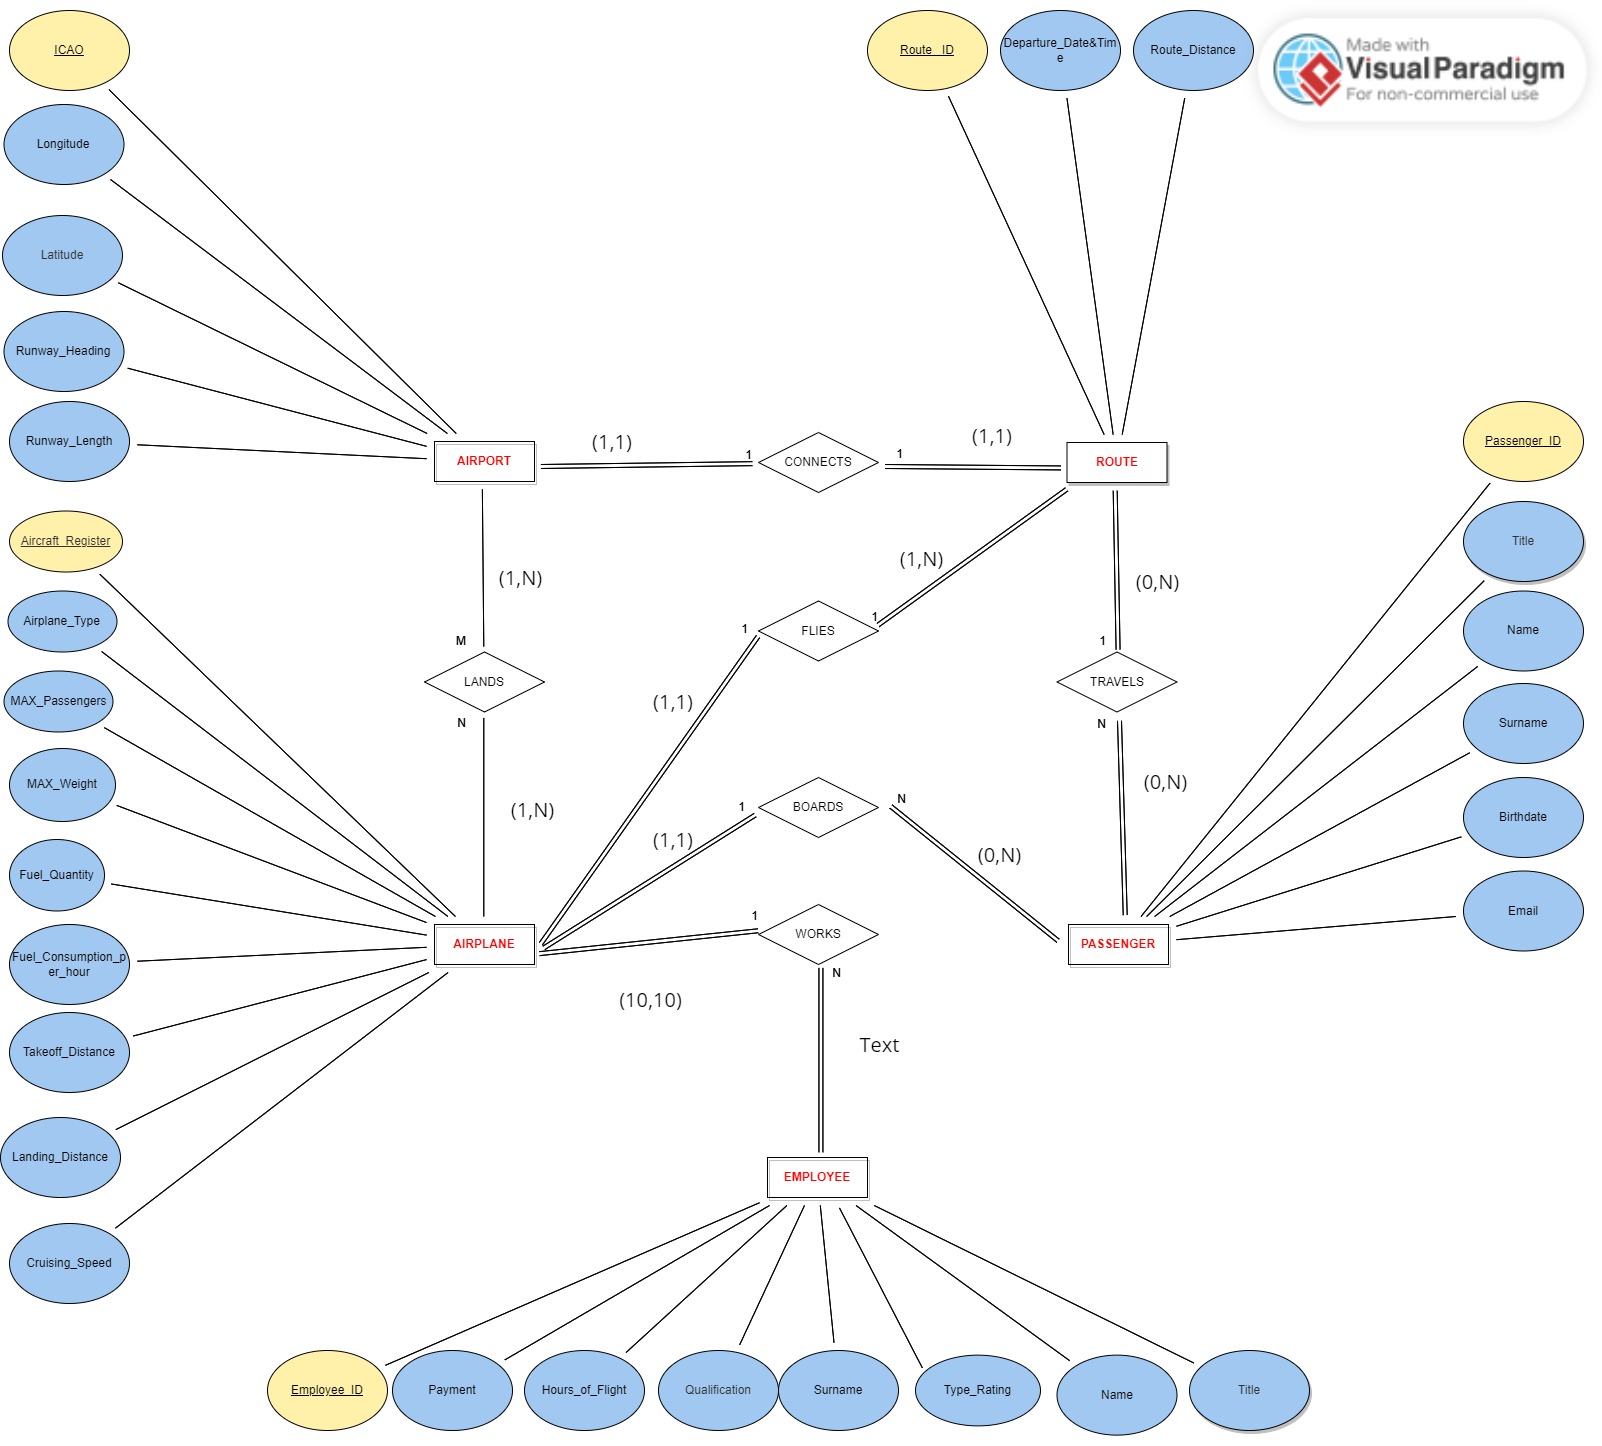 ICAO
Route_ID
Departure_Date&Tim
e
Route_Distance
Made with
Visual Paradigm
For non-commercial use
Longitude
Latitude
Runway_Heading
Runway_Length
Passenger_ID
(1,1)
(1,1)
AIRPORT
1
CONNECTS
1
ROUTE
Aircraft_Register
Title
(1,N)
(1,N)
(0,N)
Airplane_Type
M
1
FLIES
1
1
Name
LANDS
TRAVELS
MAX_Passengers
N
(1,1)
N
Surname
MAX_Weight
(0,N)
(1,N)
1
BOARDS
N
Birthdate
(1,1)
(0,N)
Fuel_Quantity
Email
1
WORKS
AIRPLANE
PASSENGER
Fuel_Consumption_p
er_hour
N
(10,10)
Takeoff_Distance
Text
Landing_Distance
EMPLOYEE
Cruising_Speed
Employee_ID
Payment
Hours_of_Flight
Qualification
Surname
Type_Rating
Name
Title